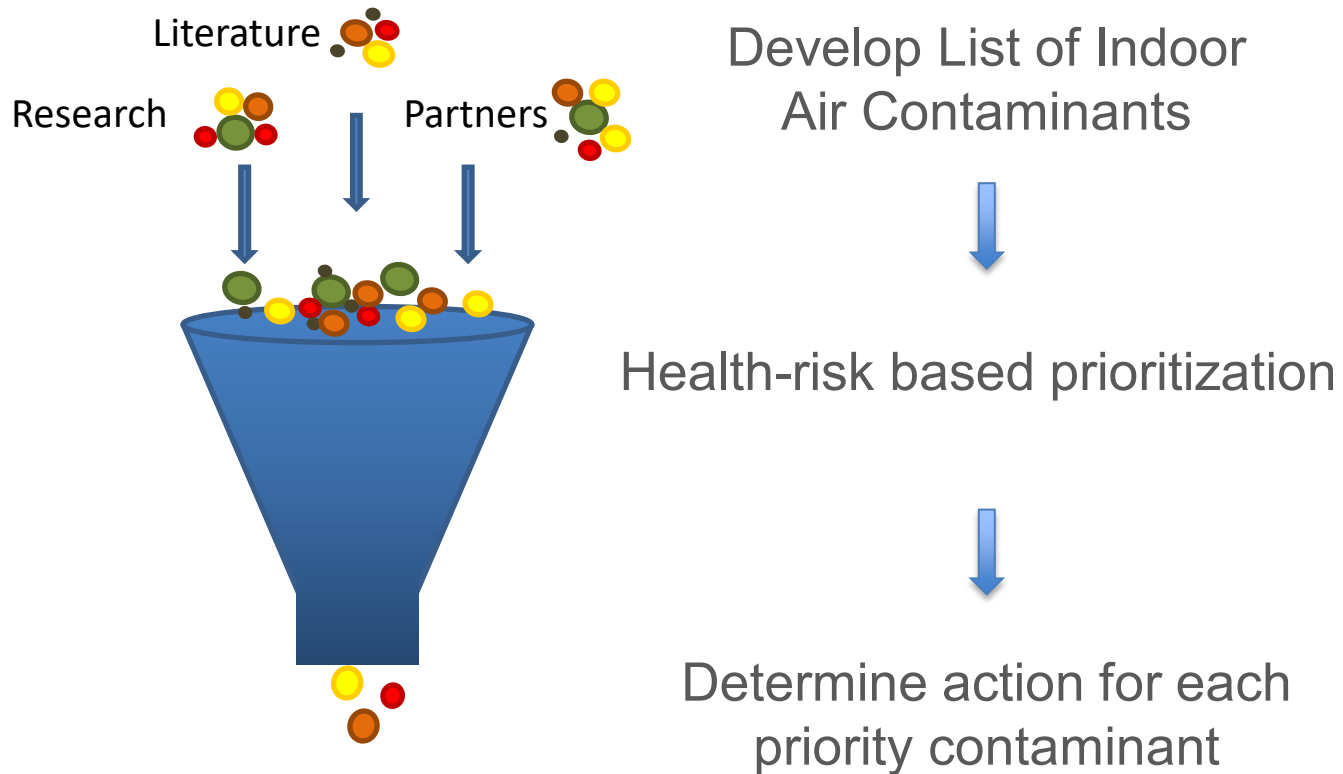 Literature
Research
Partners
Develop List of Indoor
Air Contaminants
Health-risk based prioritization
Determine action for each
priority contaminant